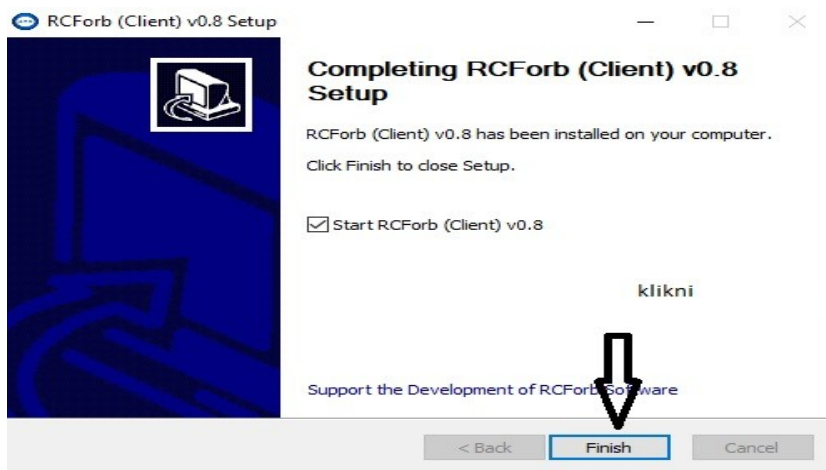 RCForb (Client) v0.8 Setup
Completing RCForb (Client) v0.8
Setup
RCForb (Client) v0.8 has been installed on your computer.
Click Finish to close Setup.
Start RCForb (Client) v0.8
klikni
Support the Development of RCForb Software
< Back
Finish
Cancel